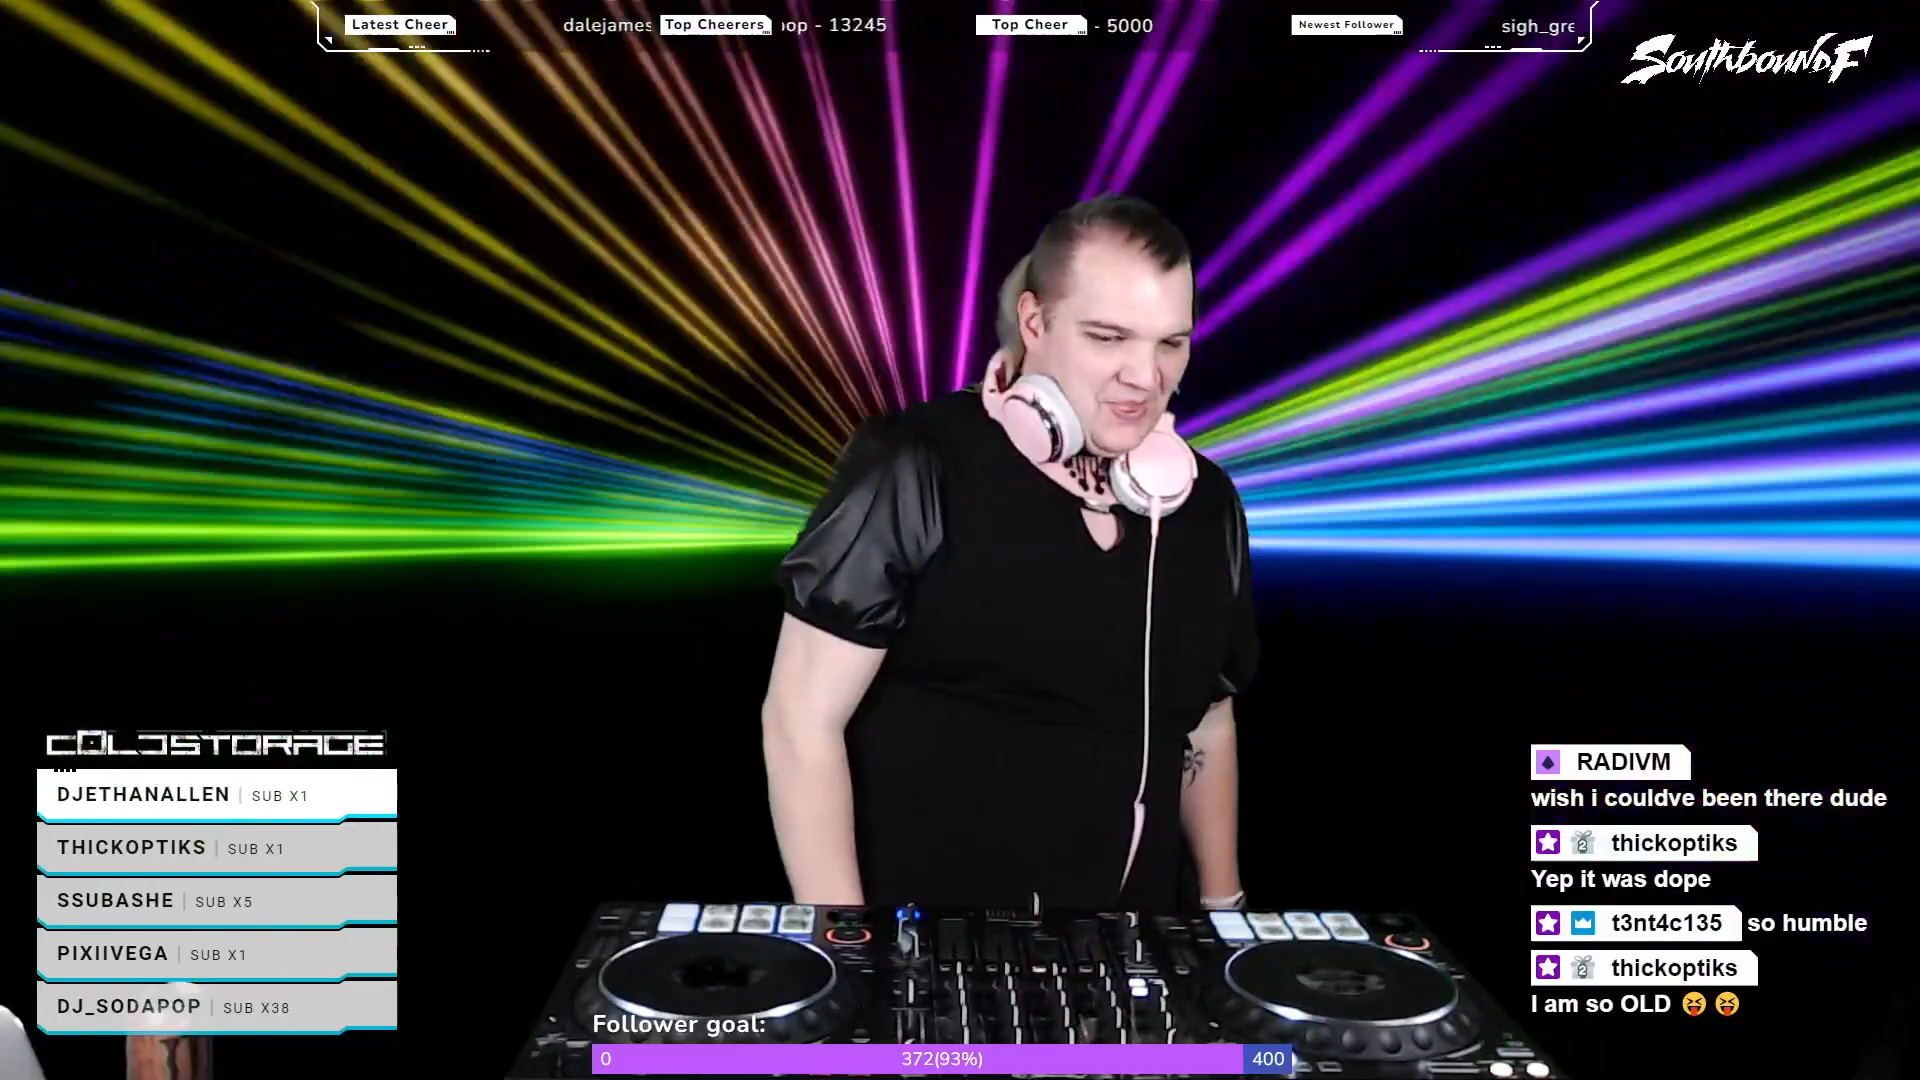 Latest Cheer
dalejames
Top Cheerers
op - 13245
Top Cheer
- 5000
Newest Follower
sigh_gre
SouthboundF
COLDSTORAGE
DJETHANALLEN | SUB X1
THICKOPTIKS | SUB X1
SSUBASHE | SUB X5
PIXIIVEGA | SUB X1
DJ_SODAPOP | SUB X38
RADIVM
wish i couldve been there dude
2 thickoptiks
Yep it was dope
t3nt4c135 so humble
2 thickoptiks
I am so OLD 😝 😝
Follower goal:
0 372(93%) 400